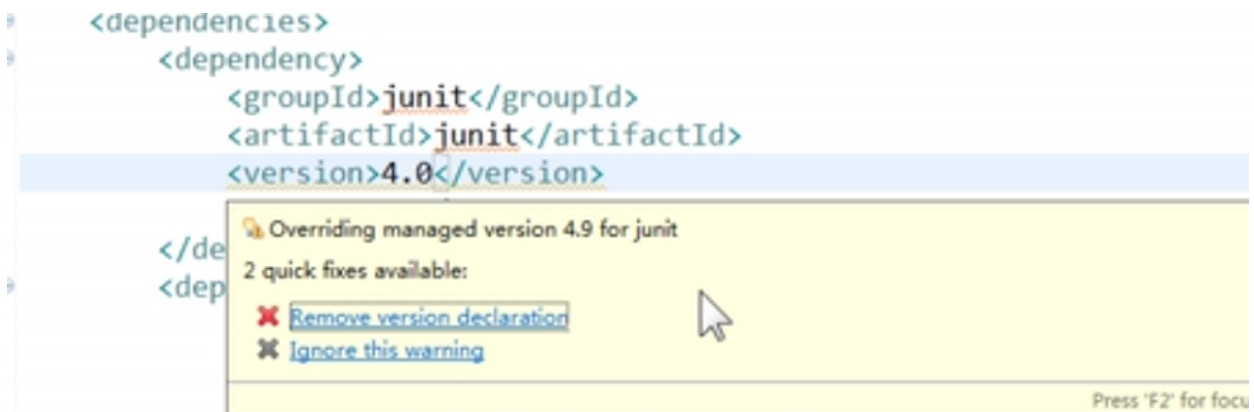 <dependencies>
<dependency>
<groupId>junit</groupId>
<artifactId>junit</artifactId>
<version>4.0</version>
Overriding managed version 4.9 for junit
</de
2 quick fixes available:
<dep
Remove version declaration
Ignore this warning
Press 'F2' for focu